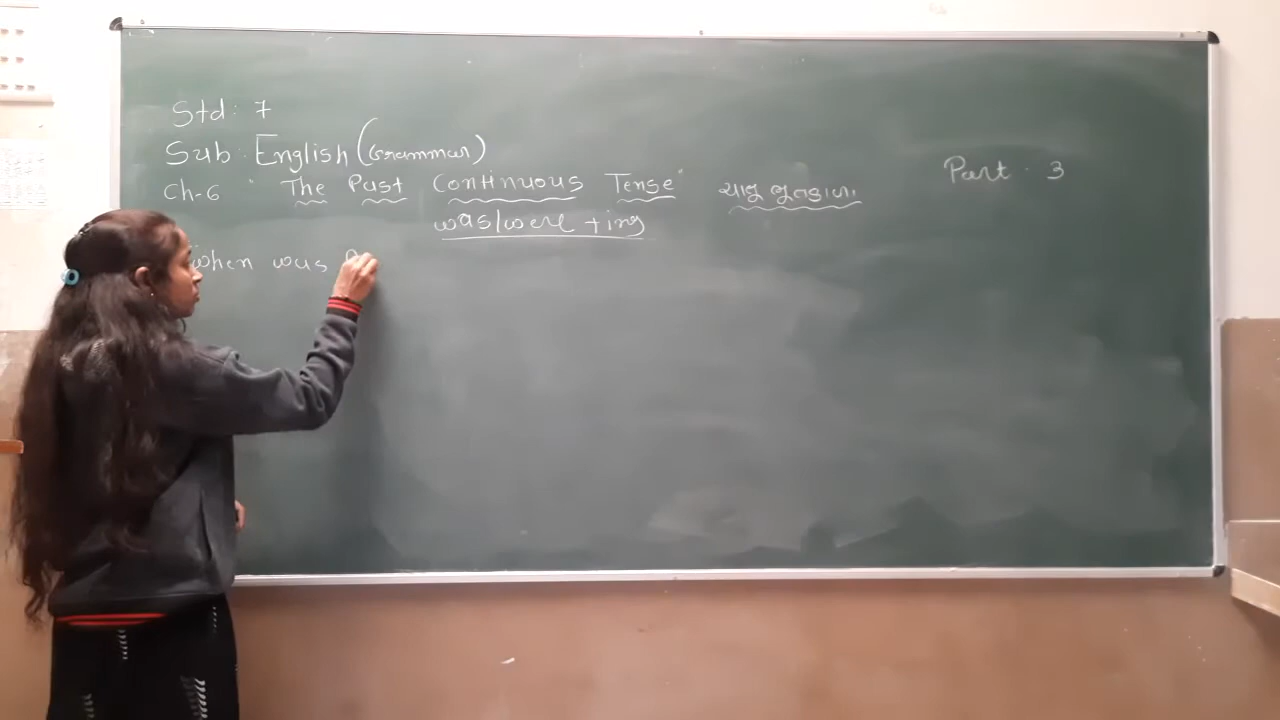 Std: 7
Sub: English (Grammar)
Ch-6 "The Past Continuous Tense" ચાલુ ભૂતકાળ
Part. 3
was/were + ing
when was